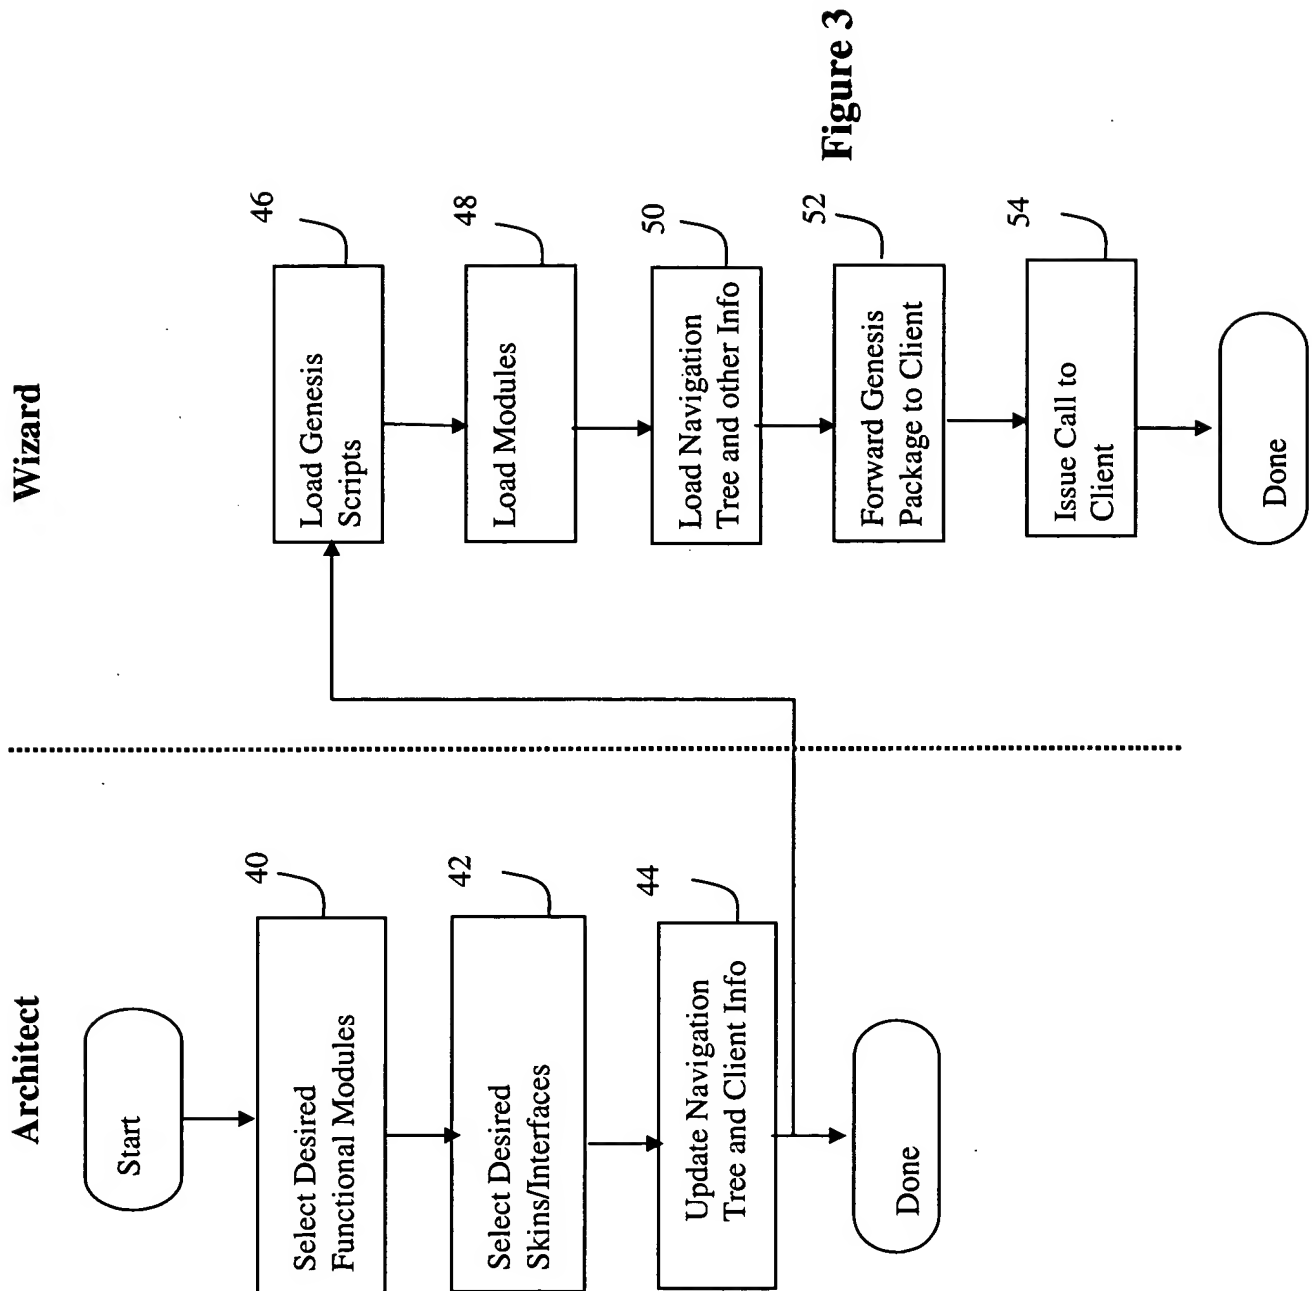 Architect
Start
40
Select Desired
Functional Modules
42
Select Desired
Skins/Interfaces
44
Update Navigation
Tree and Client Info
Done
Wizard
46
Load Genesis
Scripts
48
Load Modules
50
Load Navigation
Tree and other Info
52
Forward Genesis
Package to Client
54
Issue Call to
Client
Done
Figure 3